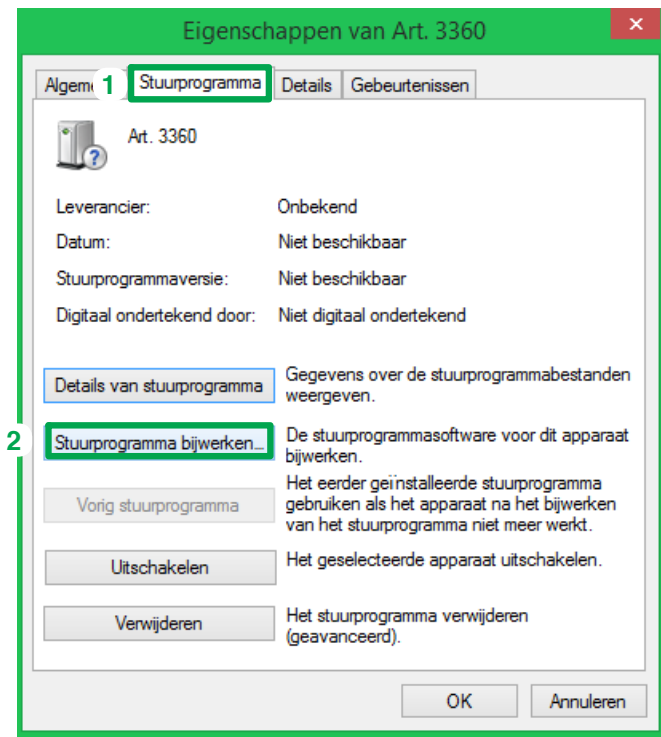 Eigenschappen van Art. 3360
×
Algem
1
Stuurprogramma
Details
Gebeurtenissen
Art. 3360
Leverancier: Onbekend
Datum: Niet beschikbaar
Stuurprogrammaversie: Niet beschikbaar
Digitaal ondertekend door: Niet digitaal ondertekend
Details van stuurprogramma
Gegevens over de stuurprogrammabestanden
weergeven.
2
Stuurprogramma bijwerken...
De stuurprogrammasoftware voor dit apparaat
bijwerken.
Vorig stuurprogramma
Het eerder geïnstalleerde stuurprogramma
gebruiken als het apparaat na het bijwerken
van het stuurprogramma niet meer werkt.
Uitschakelen
Het geselecteerde apparaat uitschakelen.
Verwijderen
Het stuurprogramma verwijderen
(geavanceerd).
OK
Annuleren